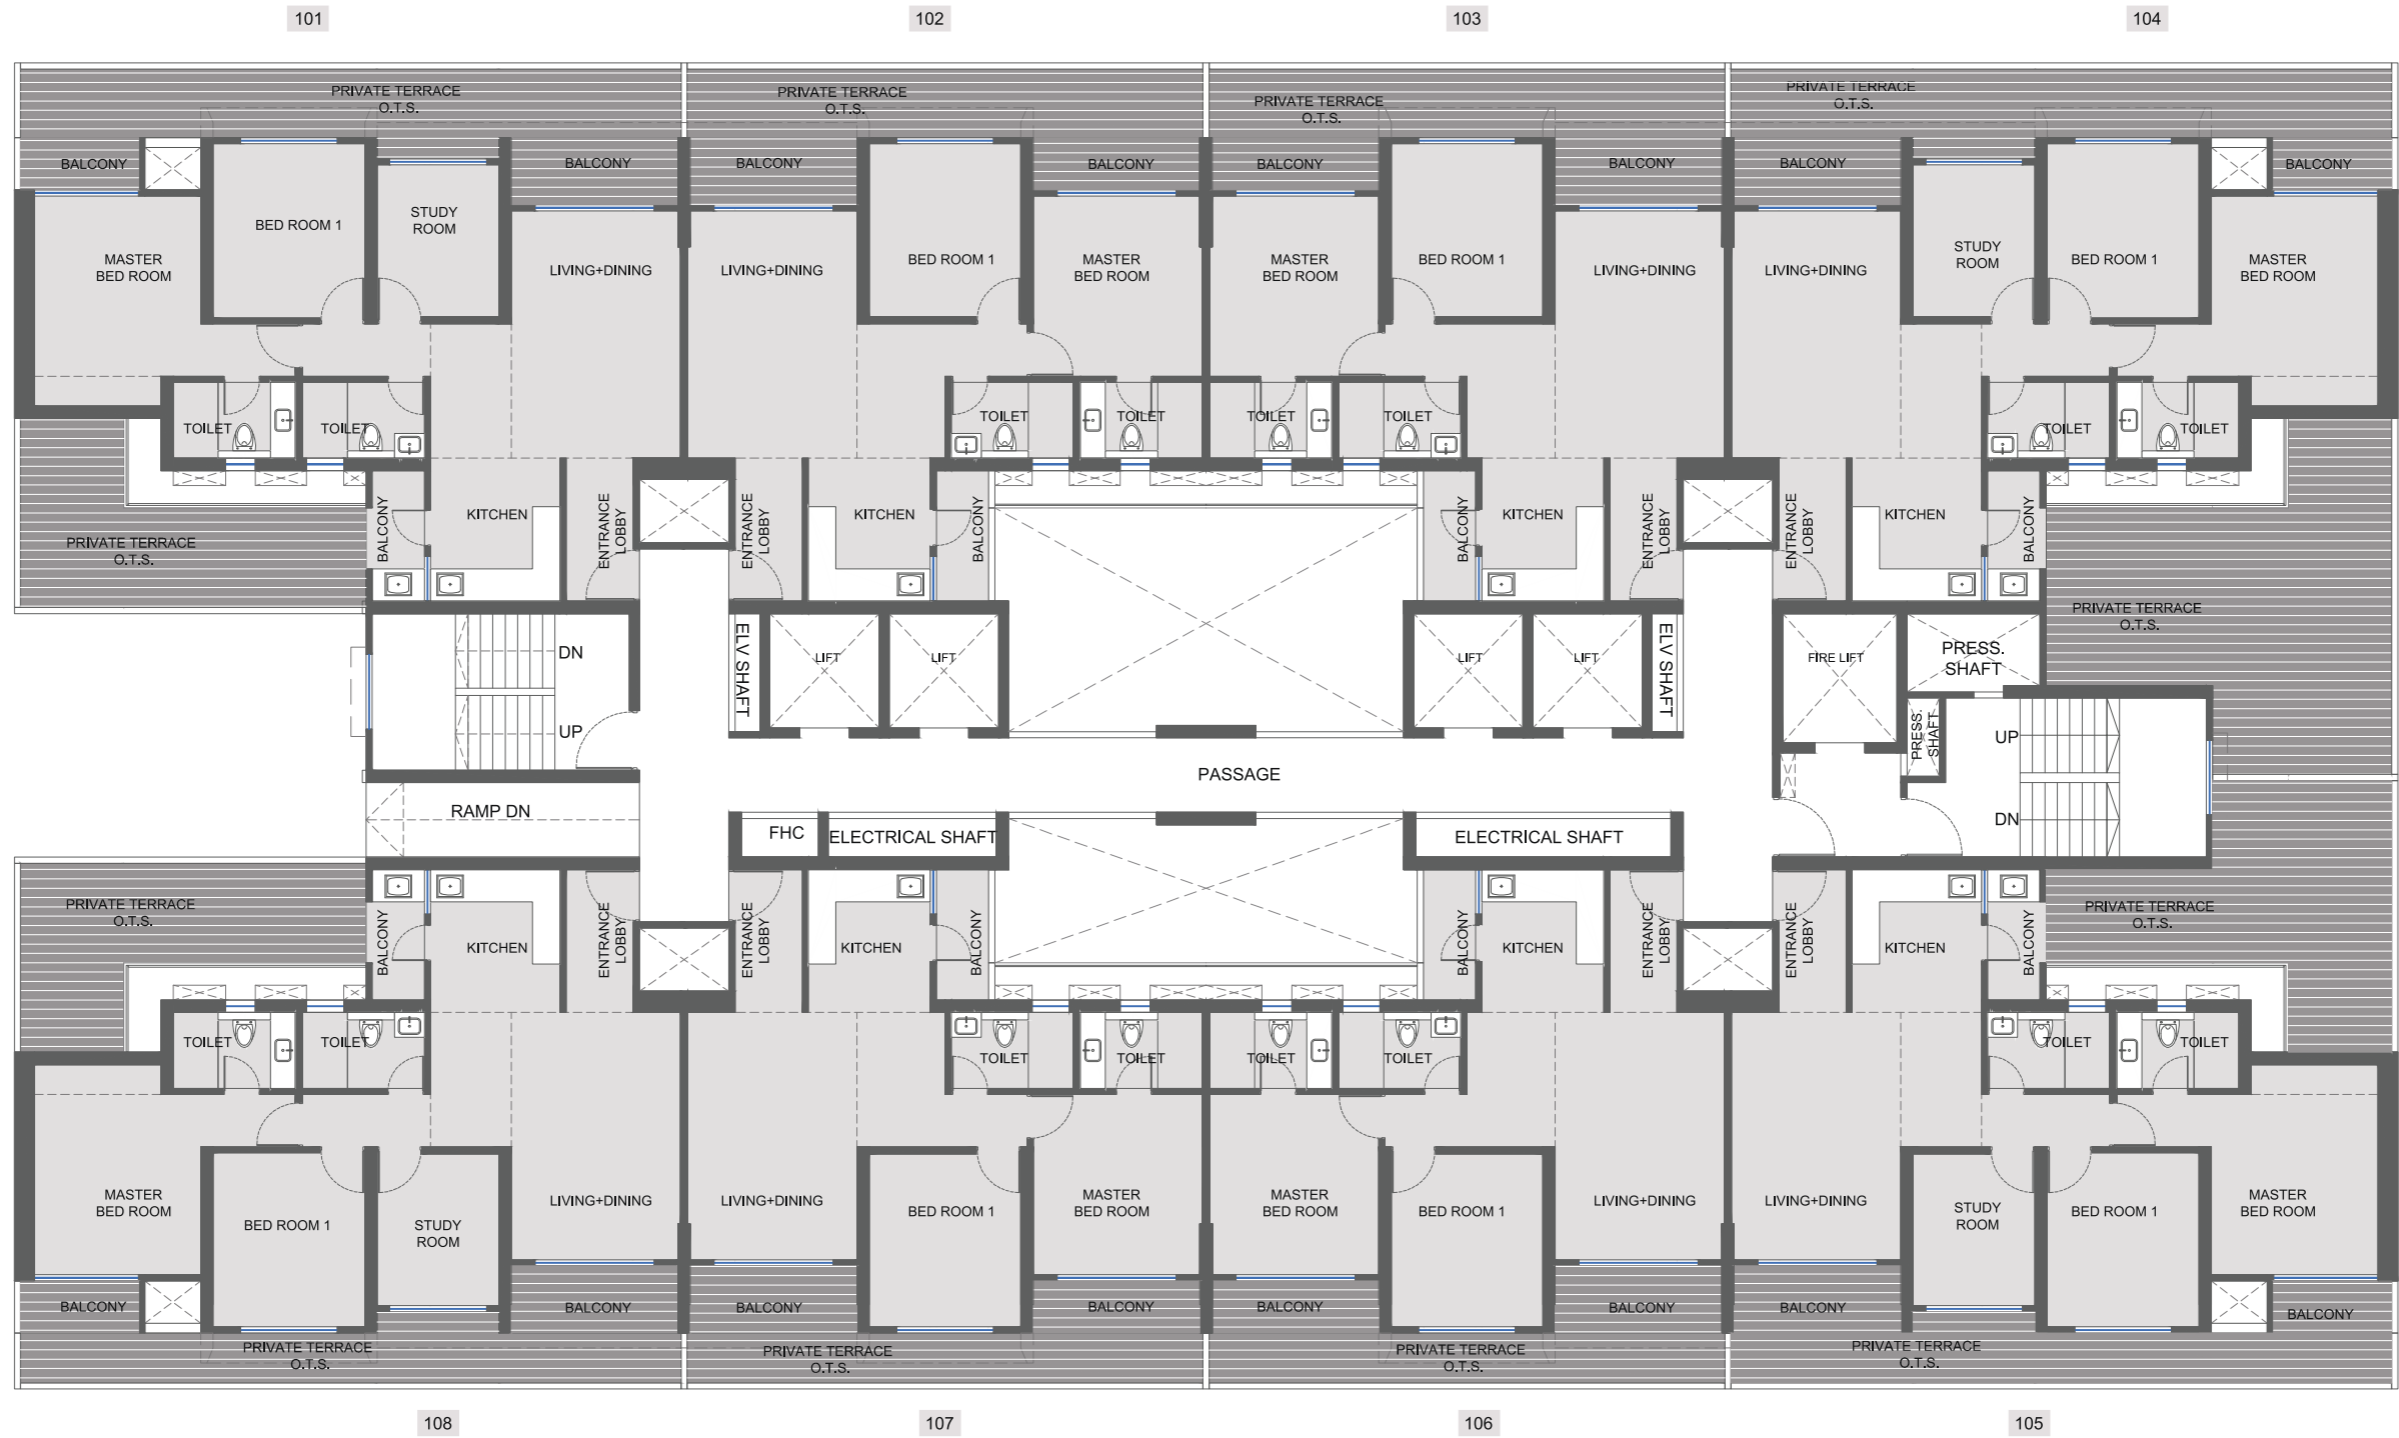 101
102
103
104
PRIVATE TERRACE
O.T.S.
PRIVATE TERRACE
O.T.S.
PRIVATE TERRACE
O.T.S.
PRIVATE TERRACE
O.T.S.
BALCONY
BALCONY
BALCONY
BALCONY
BALCONY
BALCONY
BALCONY
BALCONY
MASTER
BED ROOM
BED ROOM 1
STUDY
ROOM
LIVING+DINING
LIVING+DINING
BED ROOM 1
MASTER
BED ROOM
MASTER
BED ROOM
BED ROOM 1
LIVING+DINING
LIVING+DINING
STUDY
ROOM
BED ROOM 1
MASTER
BED ROOM
TOILET
TOILET
TOILET
TOILET
TOILET
TOILET
TOILET
TOILET
PRIVATE TERRACE
O.T.S.
BALCONY
KITCHEN
ENTRANCE
LOBBY
ENTRANCE
LOBBY
KITCHEN
BALCONY
BALCONY
KITCHEN
ENTRANCE
LOBBY
ENTRANCE
LOBBY
KITCHEN
BALCONY
PRIVATE TERRACE
O.T.S.
DN
UP
ELV SHAFT
LIFT
LIFT
LIFT
LIFT
ELV SHAFT
FIRE LIFT
PRESS.
SHAFT
PRESS.
SHAFT
UP
DN
PASSAGE
RAMP DN
FHC
ELECTRICAL SHAFT
ELECTRICAL SHAFT
PRIVATE TERRACE
O.T.S.
BALCONY
KITCHEN
ENTRANCE
LOBBY
ENTRANCE
LOBBY
KITCHEN
BALCONY
BALCONY
KITCHEN
ENTRANCE
LOBBY
ENTRANCE
LOBBY
KITCHEN
BALCONY
PRIVATE TERRACE
O.T.S.
TOILET
TOILET
TOILET
TOILET
TOILET
TOILET
TOILET
TOILET
MASTER
BED ROOM
BED ROOM 1
STUDY
ROOM
LIVING+DINING
LIVING+DINING
BED ROOM 1
MASTER
BED ROOM
MASTER
BED ROOM
BED ROOM 1
LIVING+DINING
LIVING+DINING
STUDY
ROOM
BED ROOM 1
MASTER
BED ROOM
BALCONY
BALCONY
BALCONY
BALCONY
BALCONY
BALCONY
BALCONY
BALCONY
PRIVATE TERRACE
O.T.S.
PRIVATE TERRACE
O.T.S.
PRIVATE TERRACE
O.T.S.
PRIVATE TERRACE
O.T.S.
108
107
106
105